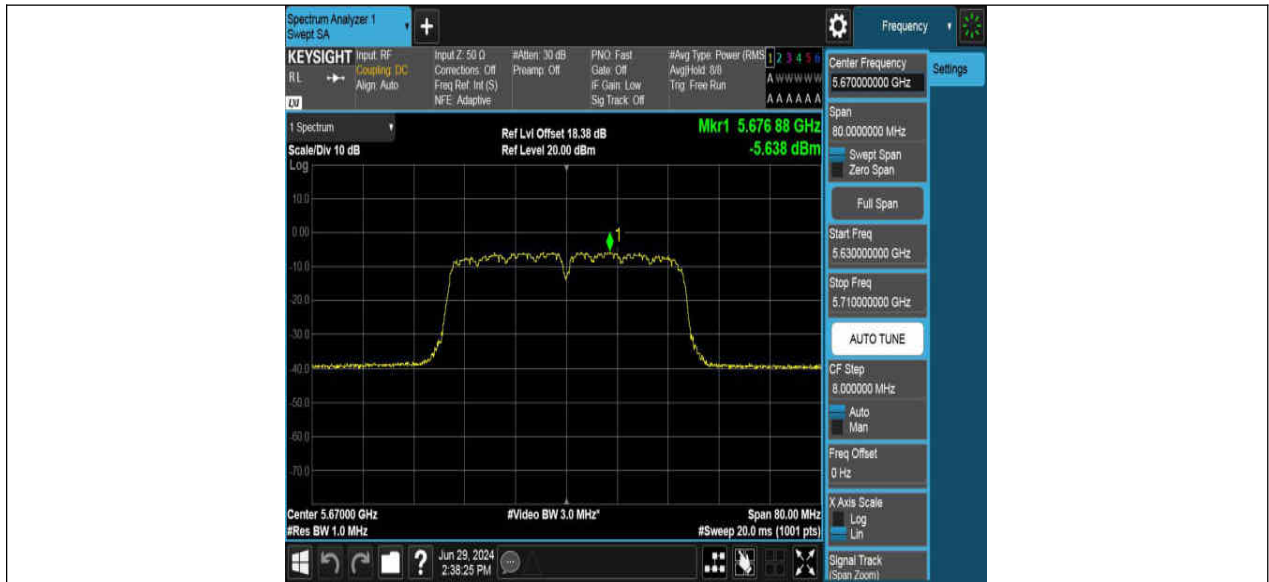 Spectrum Analyzer 1
Swept SA
+
Frequency
KEYSIGHT
RL
LXI
Input: RF
Coupling: DC
Align: Auto
Input Z: 50 Ω
Corrections: Off
Freq Ref: Int (S)
NFE: Adaptive
#Atten: 30 dB
Preamp: Off
PNO: Fast
Gate: Off
IF Gain: Low
Sig Track: Off
#Avg Type: Power (RMS
Avg|Hold: 8/8
Trig: Free Run
1 2 3 4 5 6
A W W W W W
A A A A A A
Center Frequency
5.670000000 GHz
Settings
1 Spectrum
Scale/Div 10 dB
Ref Lvl Offset 18.38 dB
Ref Level 20.00 dBm
Mkr1 5.676 88 GHz
-5.638 dBm
Log
10.0
0.00
-10.0
-20.0
-30.0
-40.0
-50.0
-60.0
-70.0
1
Span
80.0000000 MHz
Swept Span
Zero Span
Full Span
Start Freq
5.630000000 GHz
Stop Freq
5.710000000 GHz
AUTO TUNE
CF Step
8.000000 MHz
Auto
Man
Freq Offset
0 Hz
X Axis Scale
Log
Lin
Signal Track
(Span Zoom)
Center 5.67000 GHz
#Res BW 1.0 MHz
#Video BW 3.0 MHz*
Span 80.00 MHz
#Sweep 20.0 ms (1001 pts)
?
Jun 29, 2024
2:38:25 PM